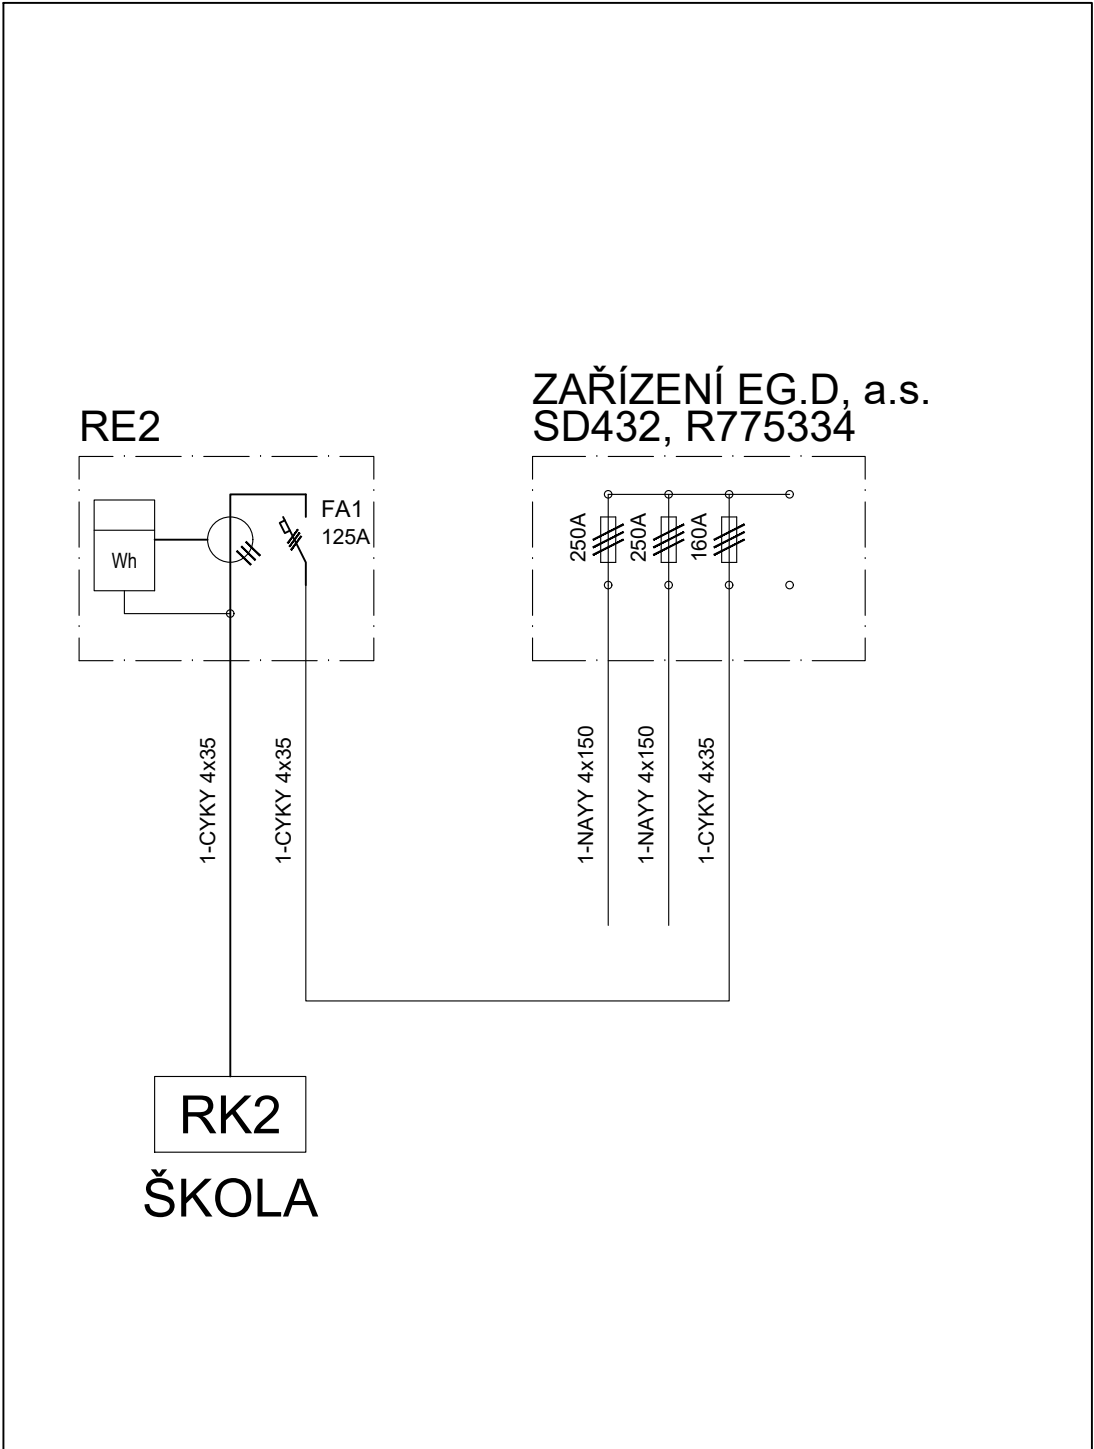 ZAŘÍZENÍ EG.D, a.s.
SD432, R775334
RE2
FA1
125A
Wh
250A
250A
160A
1-CYKY 4x35
1-CYKY 4x35
1-NAYY 4x150
1-NAYY 4x150
1-CYKY 4x35
RK2
ŠKOLA